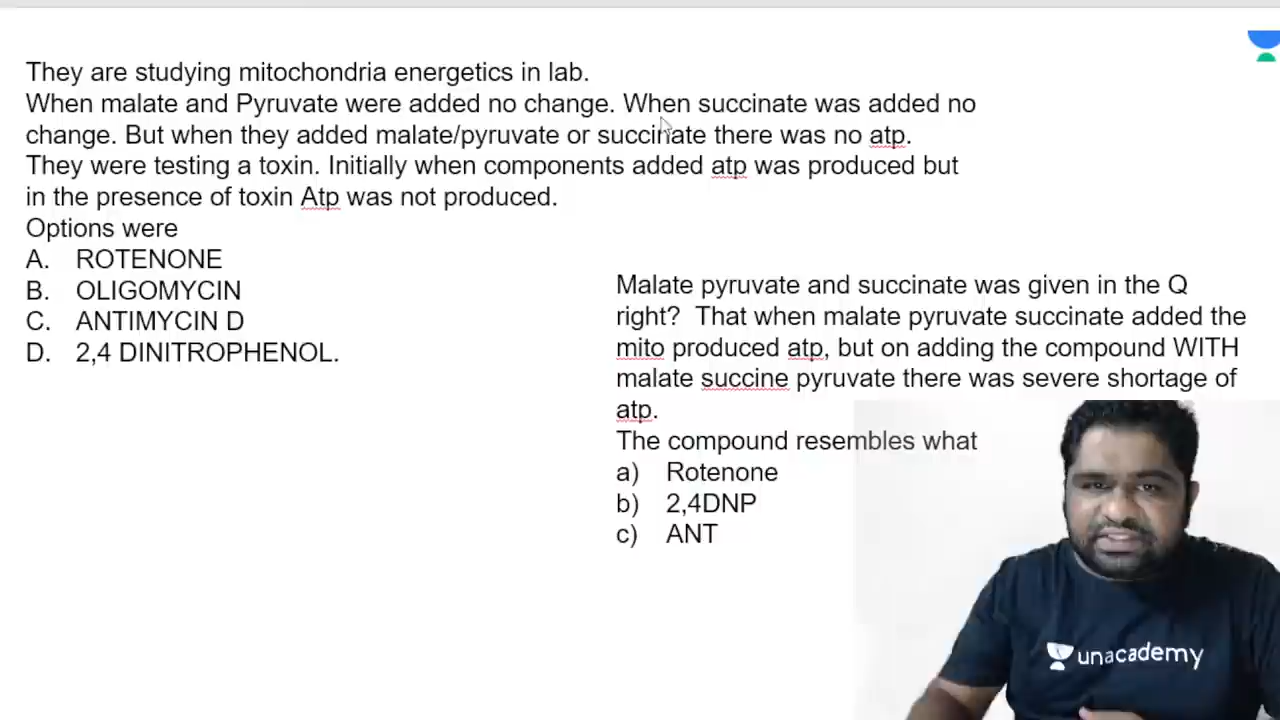 They are studying mitochondria energetics in lab.
When malate and Pyruvate were added no change. When succinate was added no
change. But when they added malate/pyruvate or succinate there was no atp.
They were testing a toxin. Initially when components added atp was produced but
in the presence of toxin Atp was not produced.
Options were
A. ROTENONE
B. OLIGOMYCIN
C. ANTIMYCIN D
D. 2,4 DINITROPHENOL.
Malate pyruvate and succinate was given in the Q
right? That when malate pyruvate succinate added the
mito produced atp, but on adding the compound WITH
malate succine pyruvate there was severe shortage of
atp.
The compound resembles what
a) Rotenone
b) 2,4DNP
c) ANT
unacademy